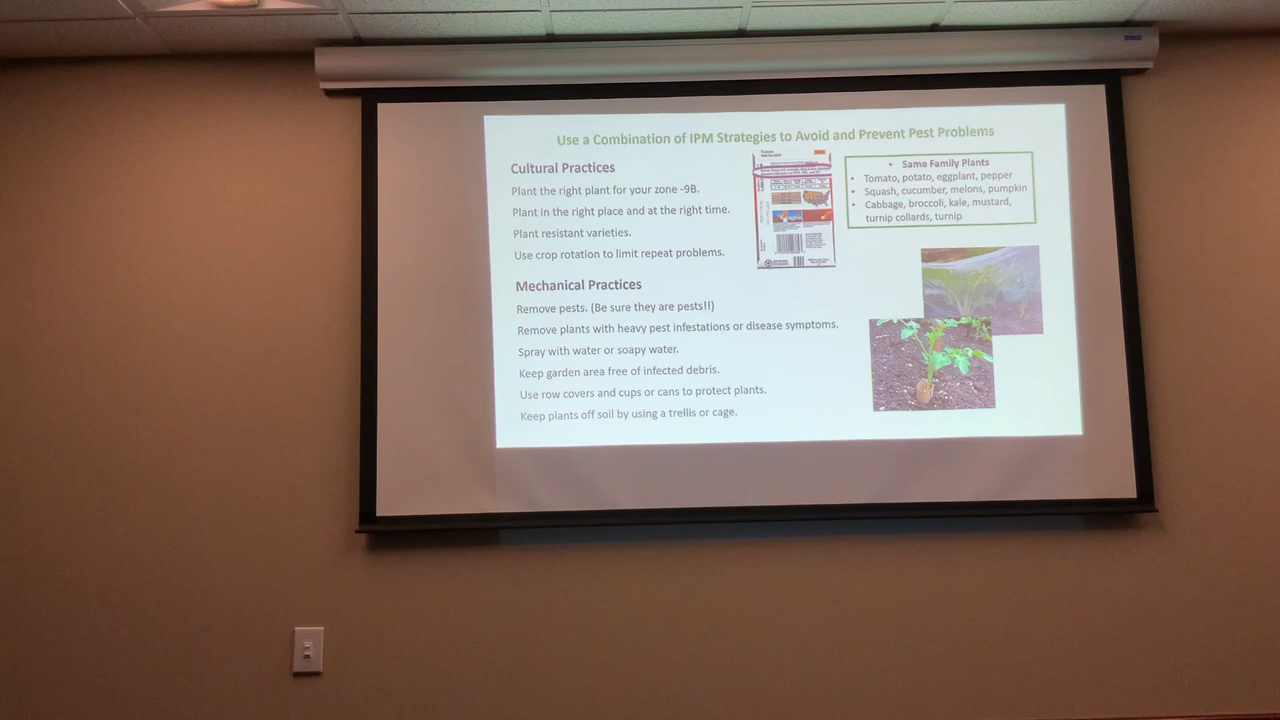 Use a Combination of IPM Strategies to Avoid and Prevent Pest Problems
Cultural Practices
Plant the right plant for your zone -9B.
Plant in the right place and at the right time.
Plant resistant varieties.
Use crop rotation to limit repeat problems.
Mechanical Practices
Remove pests. (Be sure they are pests!!)
Remove plants with heavy pest infestations or disease symptoms.
Spray with water or soapy water.
Keep garden area free of infected debris.
Use row covers and cups or cans to protect plants.
Keep plants off soil by using a trellis or cage.
• Same Family Plants
• Tomato, potato, eggplant, pepper
• Squash, cucumber, melons, pumpkin
• Cabbage, broccoli, kale, mustard,
turnip collards, turnip